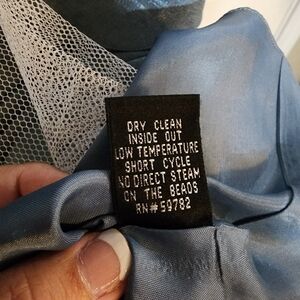 DRY CLEAN
INSIDE OUT
LOW TEMPERATURE
SHORT CYCLE
NO DIRECT STEAM
ON THE BEADS
RN#59782